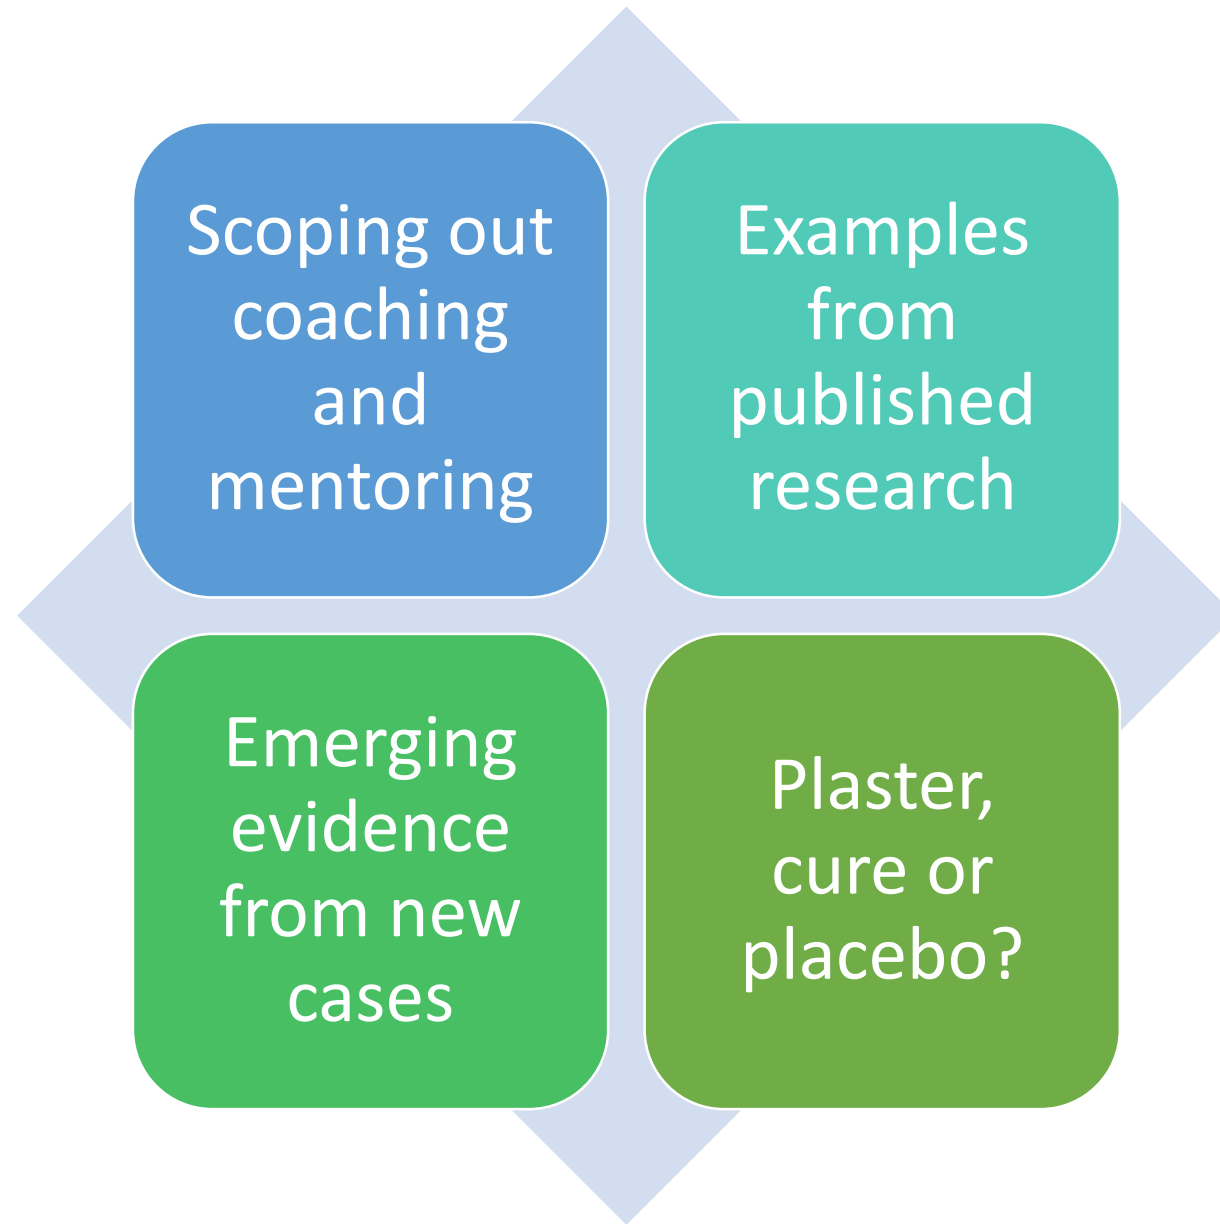 Scoping out
coaching
and
mentoring
Examples
from
published
research
Emerging
evidence
from new
cases
Plaster,
cure or
placebo?